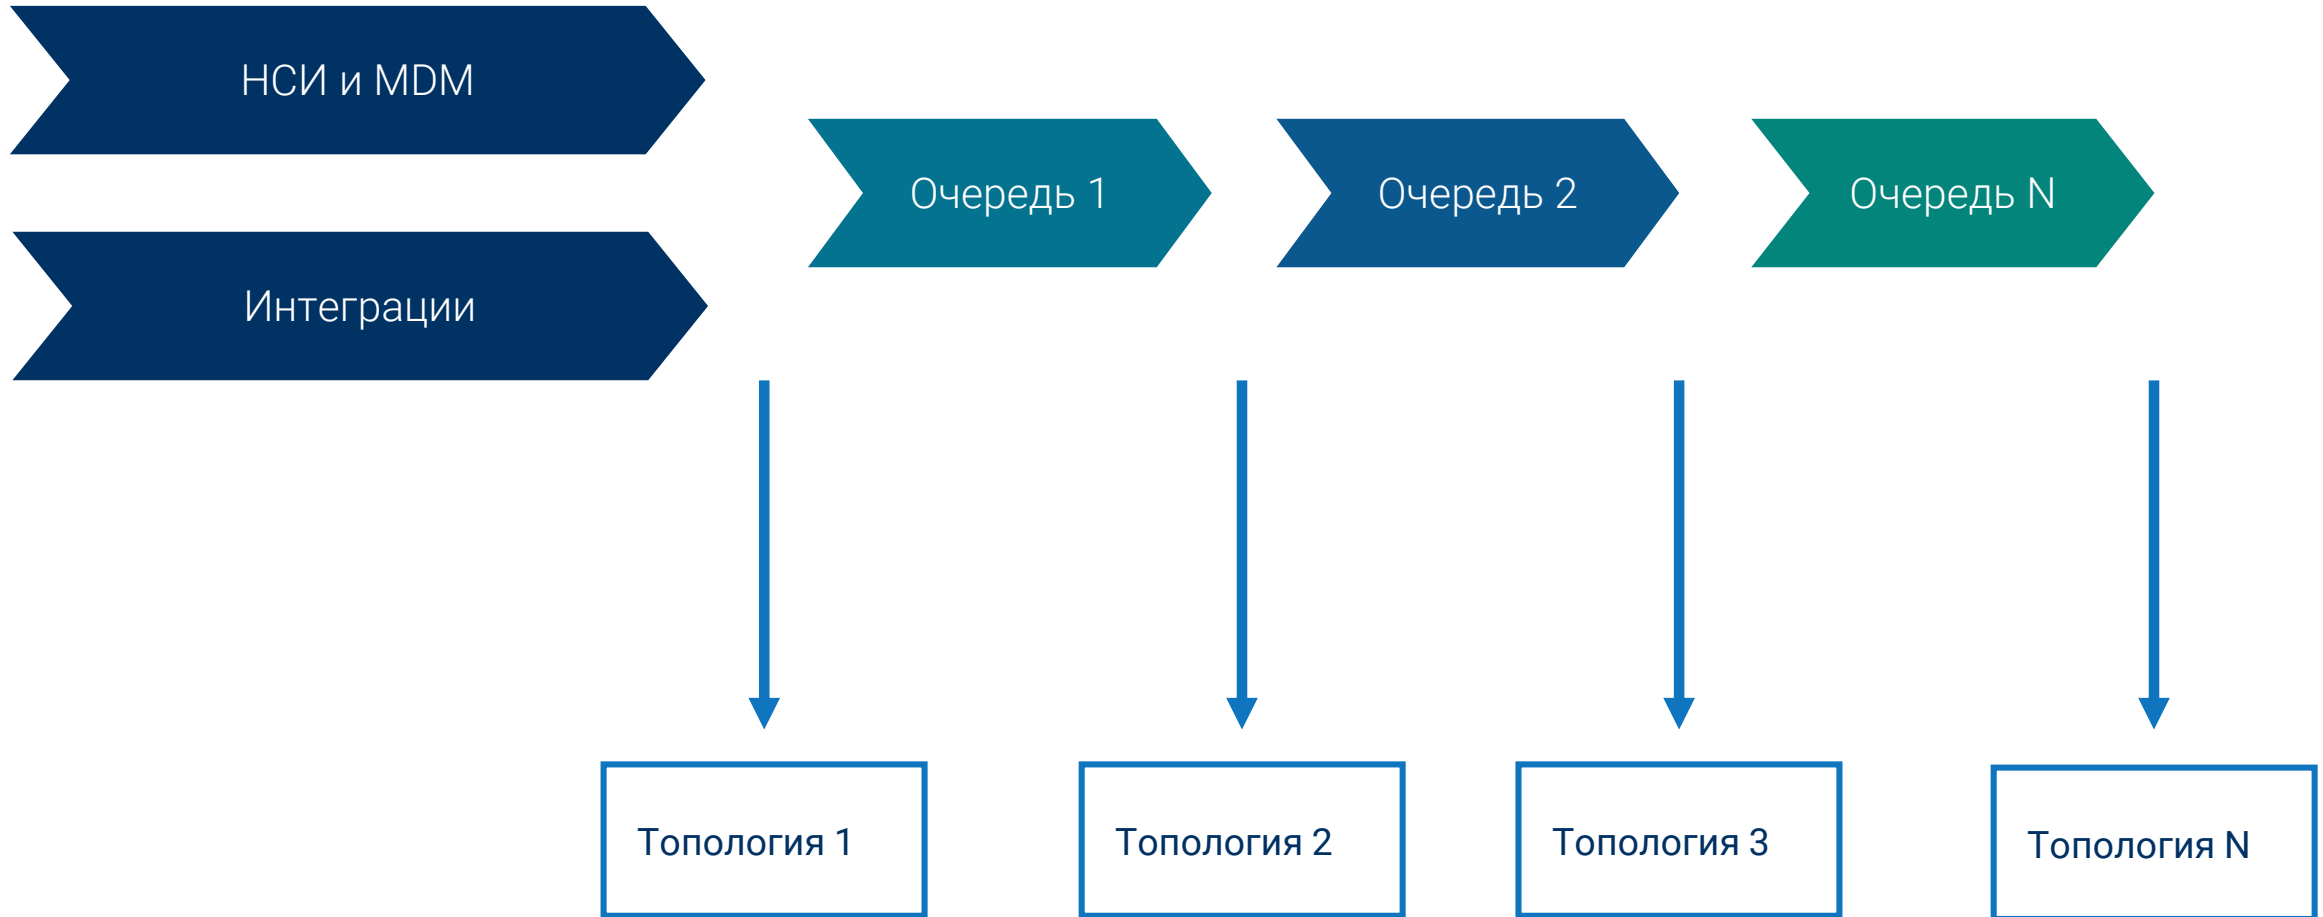 НСИ и MDM
Интеграции
Очередь 1
Очередь 2
Очередь N
Топология 1
Топология 2
Топология 3
Топология N